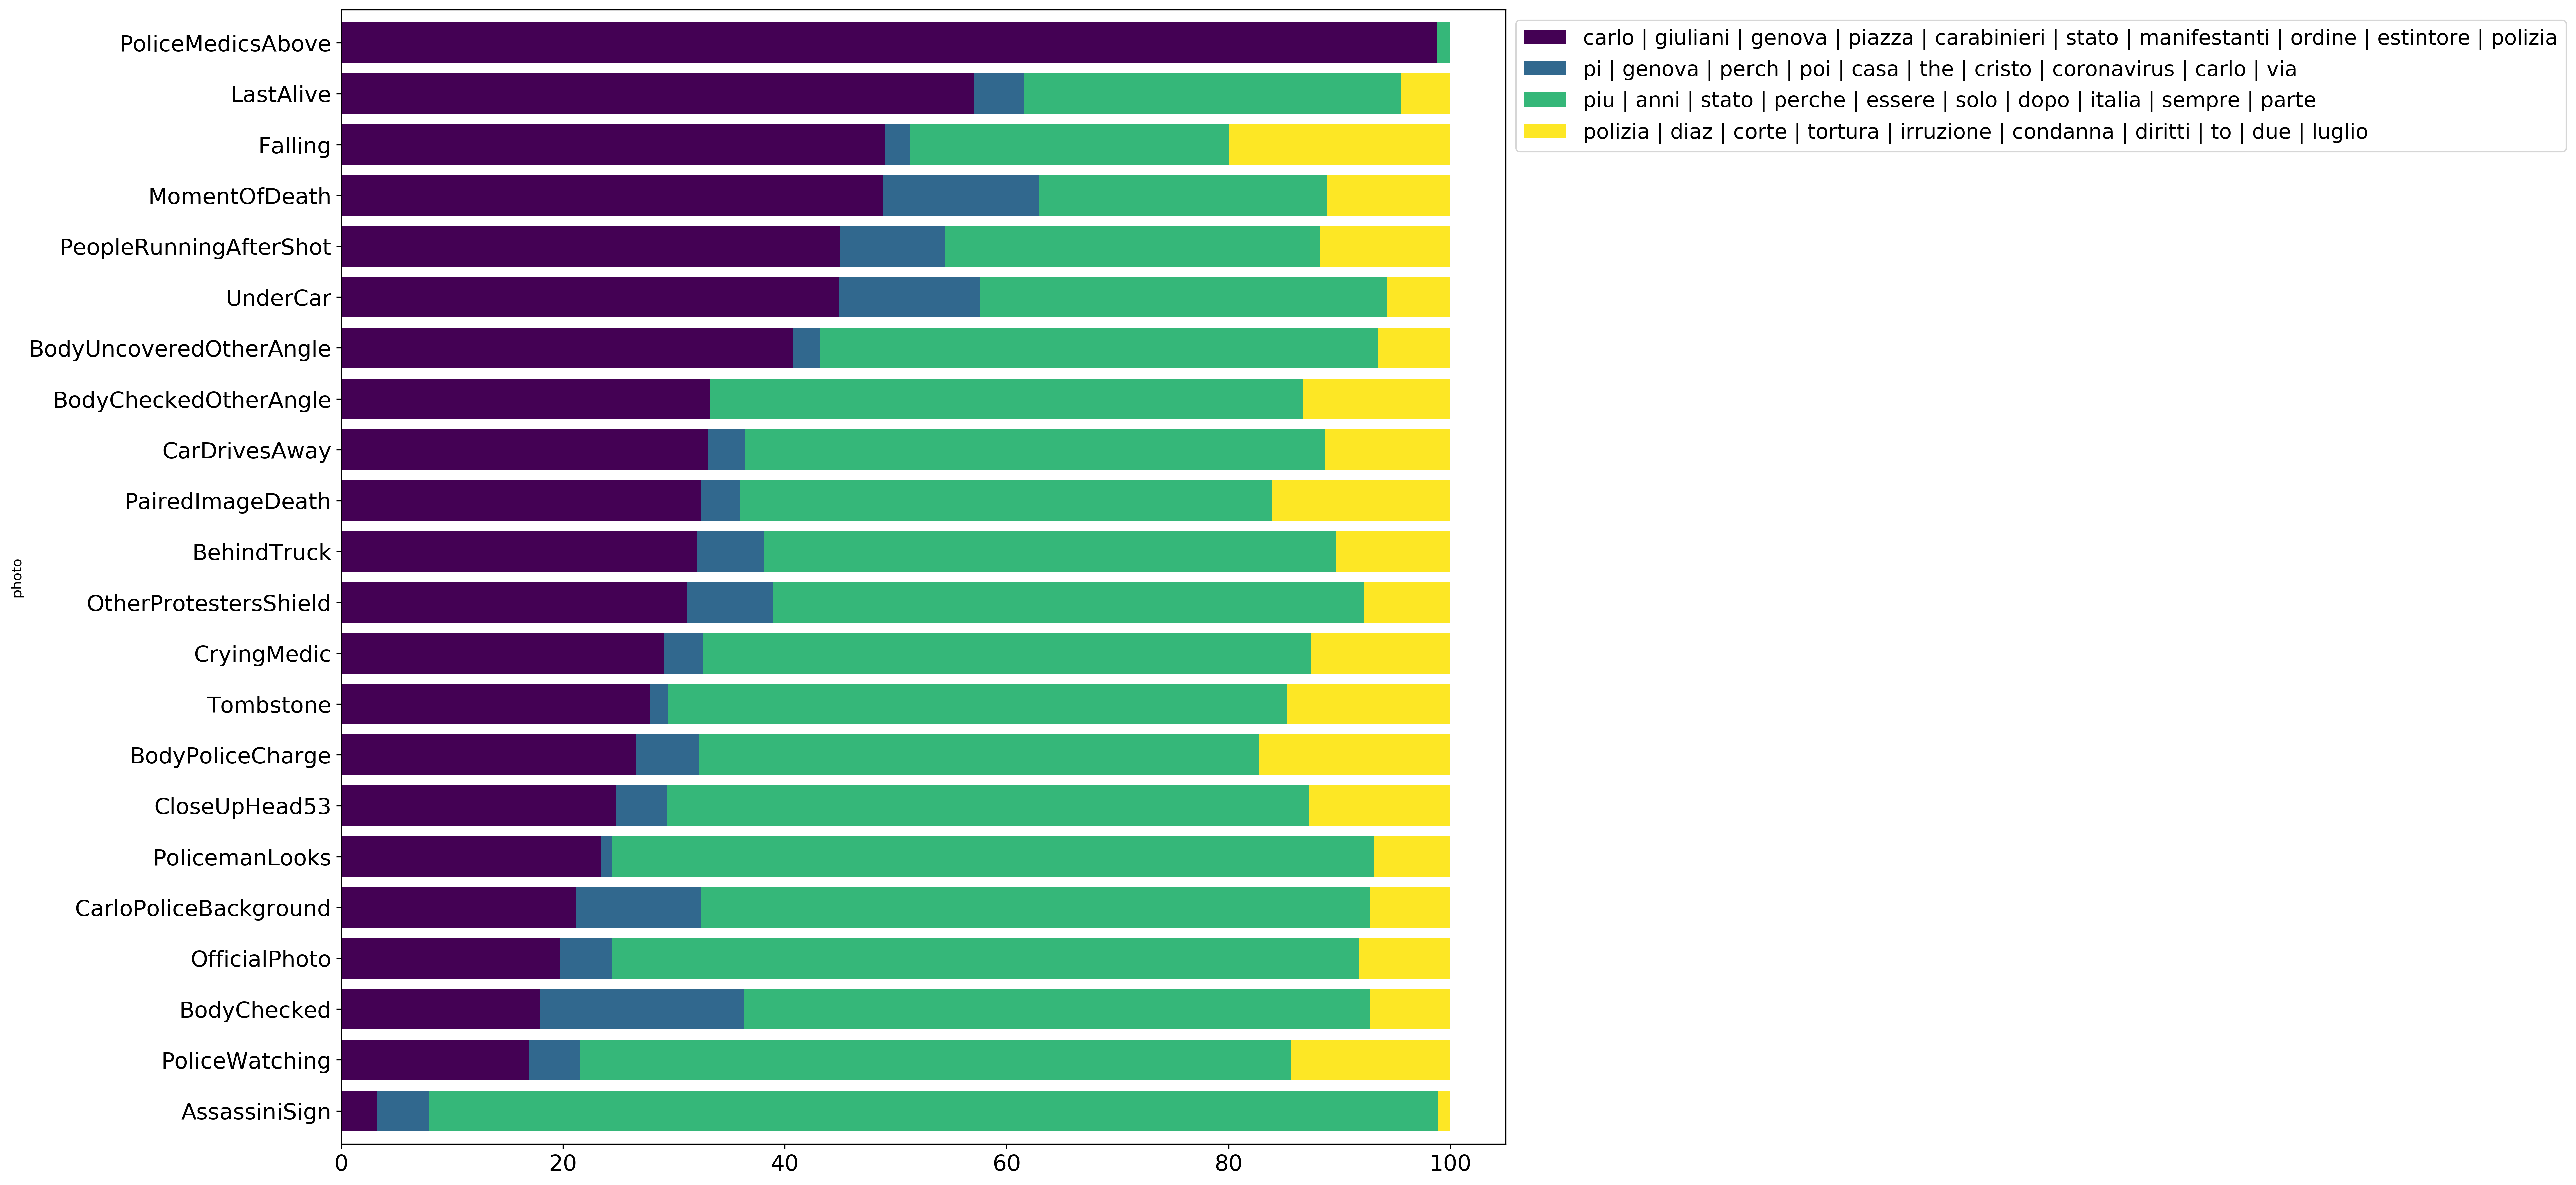 PoliceMedicsAbove
LastAlive
Falling
MomentOfDeath
PeopleRunningAfterShot
UnderCar
BodyUncoveredOtherAngle
BodyCheckedOtherAngle
CarDrivesAway
PairedImageDeath
BehindTruck
OtherProtestersShield
CryingMedic
Tombstone
BodyPoliceCharge
CloseUpHead53
PolicemanLooks
CarloPoliceBackground
OfficialPhoto
BodyChecked
PoliceWatching
AssassiniSign
photo
0 20 40 60 80 100
carlo | giuliani | genova | piazza | carabinieri | stato | manifestanti | ordine | estintore | polizia
pi | genova | perch | poi | casa | the | cristo | coronavirus | carlo | via
piu | anni | stato | perche | essere | solo | dopo | italia | sempre | parte
polizia | diaz | corte | tortura | irruzione | condanna | diritti | to | due | luglio